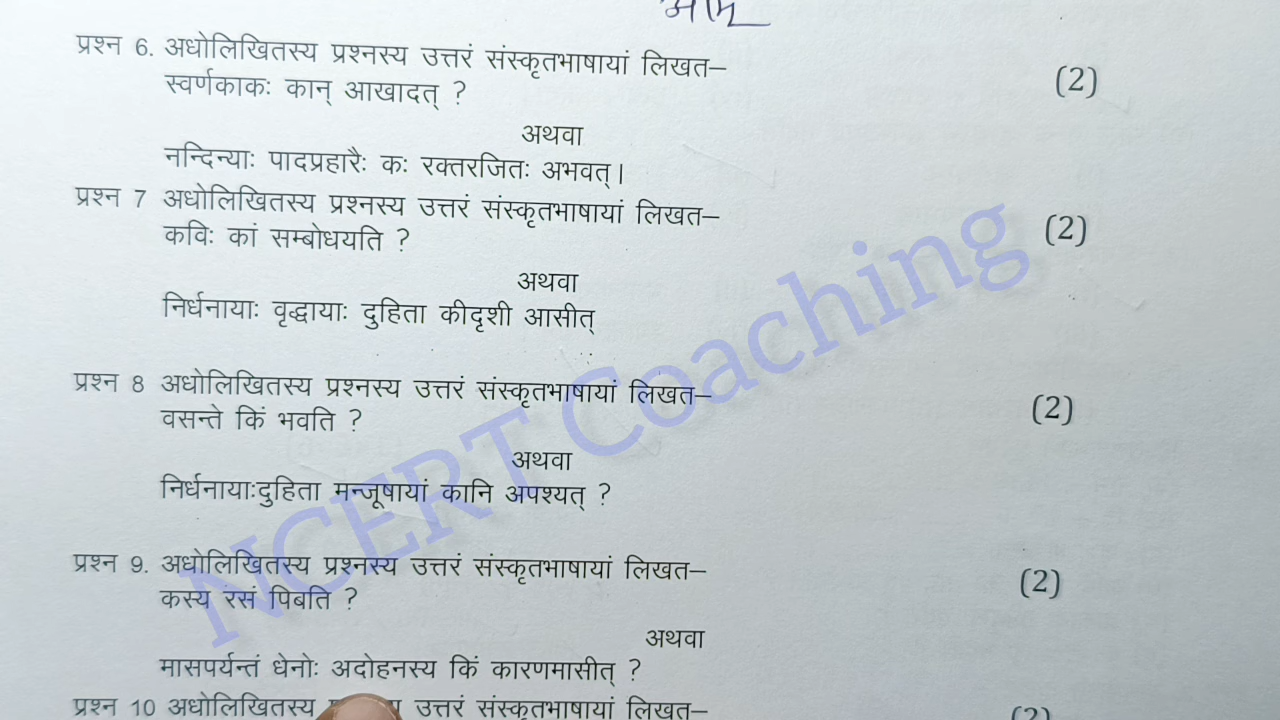 प्रश्न 6. अधोलिखितस्य प्रश्नस्य उत्तरं संस्कृतभाषायां लिखत– (2)
स्वर्णकाकः कान् आखादत् ?
अथवा
नन्दिन्याः पादप्रहारैः कः रक्तरजितः अभवत् ।
प्रश्न 7 अधोलिखितस्य प्रश्नस्य उत्तरं संस्कृतभाषायां लिखत– (2)
कविः कां सम्बोधयति ?
अथवा
निर्धनायाः वृद्धायाः दुहिता कीदृशी आसीत्
प्रश्न 8 अधोलिखितस्य प्रश्नस्य उत्तरं संस्कृतभाषायां लिखत– (2)
वसन्ते किं भवति ?
अथवा
निर्धनायाःदुहिता मन्जूषायां कानि अपश्यत् ?
प्रश्न 9. अधोलिखितस्य प्रश्नस्य उत्तरं संस्कृतभाषायां लिखत– (2)
कस्य रसं पिबति ?
अथवा
मासपर्यन्तं धेनोः अदोहनस्य किं कारणमासीत् ?
प्रश्न 10 अधोलिखितस्य उत्तरं संस्कृतभाषायां लिखत– (2)
NCERT Coaching